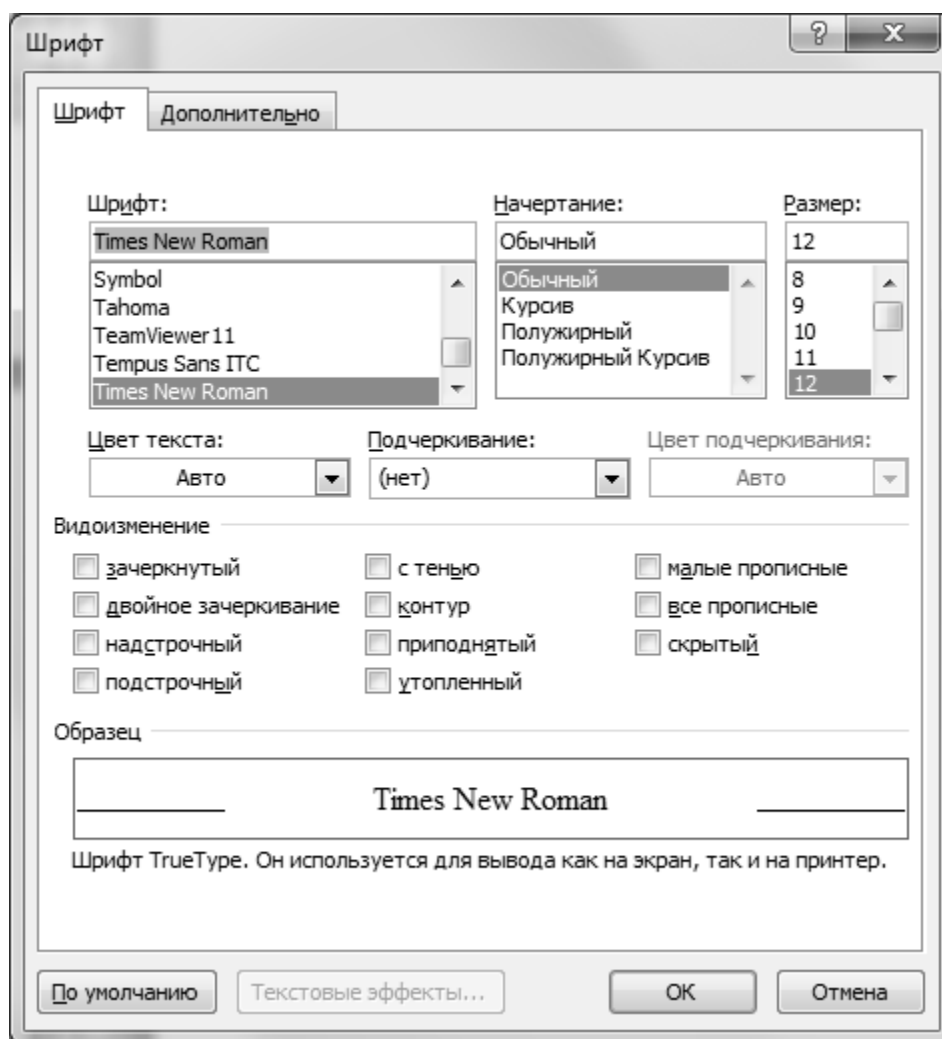 Шрифт
Шрифт Дополнительно
Шрифт: Начертание: Размер:
Times New Roman Обычный 12
Symbol Обычный 8
Tahoma Курсив 9
TeamViewer 11 Полужирный 10
Tempus Sans ITC Полужирный Курсив 11
Times New Roman 12
Цвет текста: Подчеркивание: Цвет подчеркивания:
Авто (нет) Авто
Видоизменение
зачеркнутый с тенью малые прописные
двойное зачеркивание контур все прописные
надстрочный приподнятый скрытый
подстрочный утопленный
Образец
Times New Roman
Шрифт TrueType. Он используется для вывода как на экран, так и на принтер.
По умолчанию Текстовые эффекты... ОК Отмена